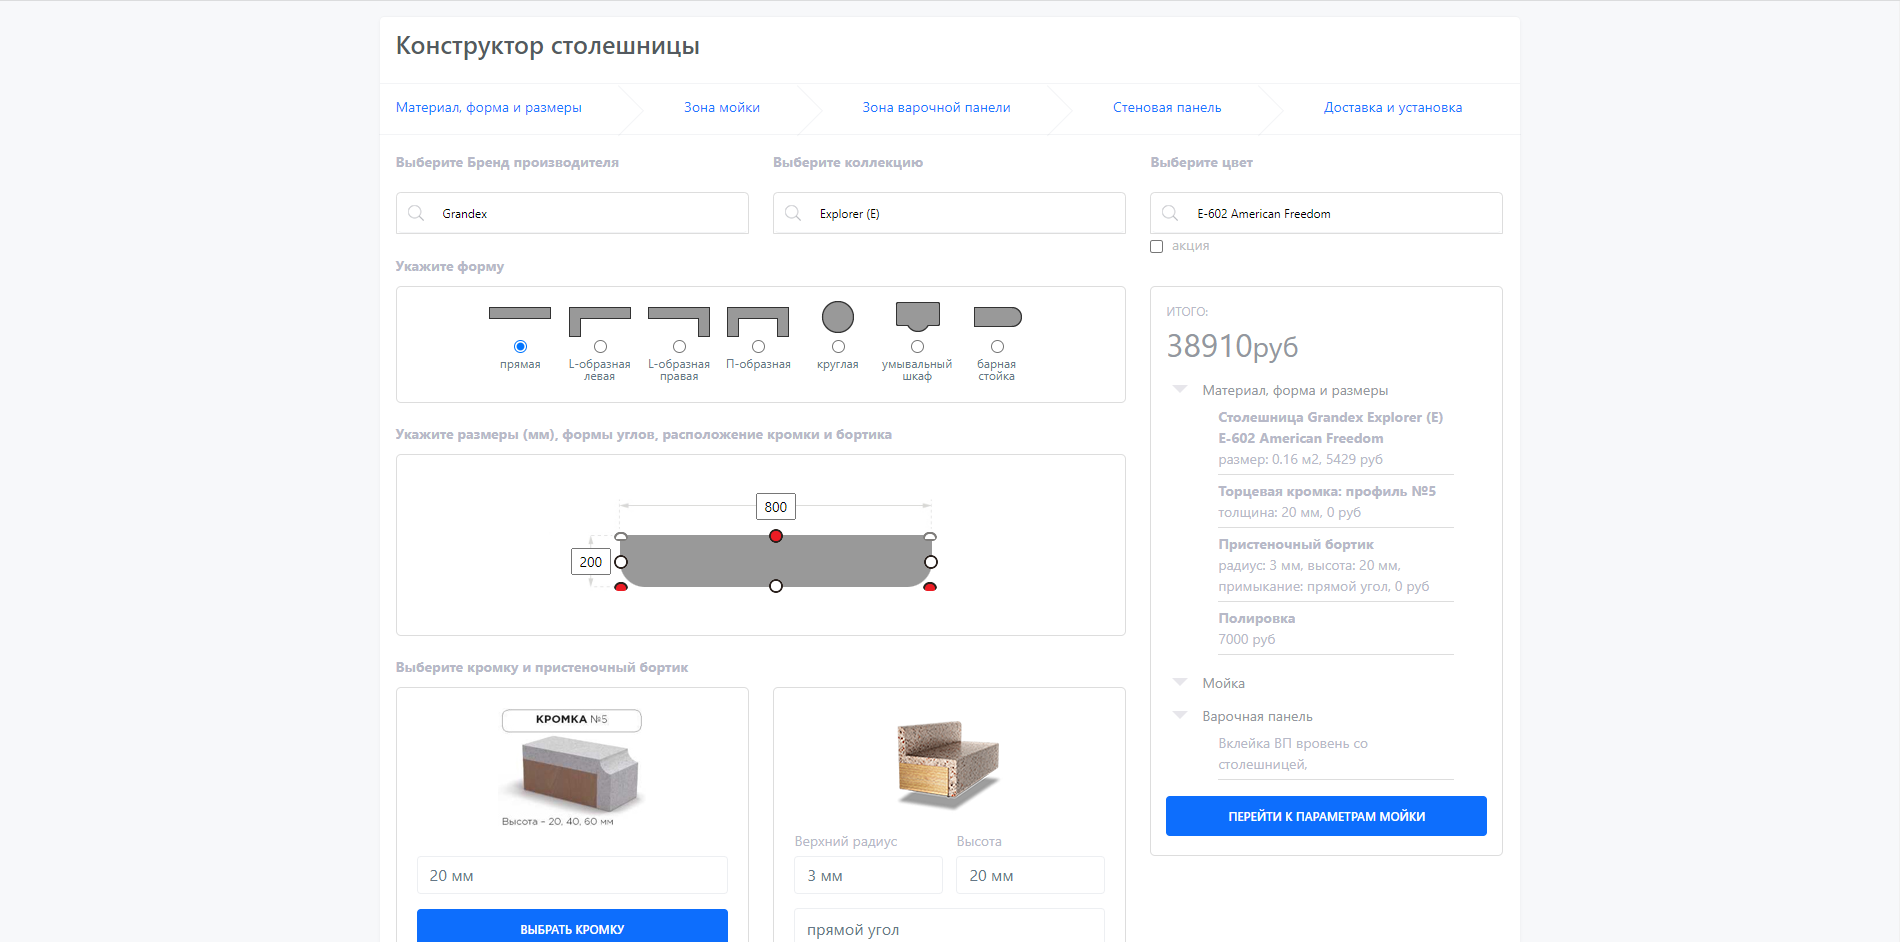 Конструктор столешницы
Материал, форма и размеры
Зона мойки
Зона варочной панели
Стеновая панель
Доставка и установка
Выберите Бренд производителя
Выберите коллекцию
Выберите цвет
Grandex
Explorer (E)
E-602 American Freedom
акция
Укажите форму
прямая
L-образная
левая
L-образная
правая
П-образная
круглая
умывальный
шкаф
барная
стойка
Укажите размеры (мм), формы углов, расположение кромки и бортика
800
200
Выберите кромку и пристеночный бортик
КРОМКА №5
Высота – 20, 40, 60 мм
20 мм
ВЫБРАТЬ КРОМКУ
Верхний радиус
Высота
3 мм
20 мм
прямой угол
ИТОГО:
38910руб
Материал, форма и размеры
Столешница Grandex Explorer (E)
E-602 American Freedom
размер: 0.16 м2, 5429 руб
Торцевая кромка: профиль №5
толщина: 20 мм, 0 руб
Пристеночный бортик
радиус: 3 мм, высота: 20 мм,
примыкание: прямой угол, 0 руб
Полировка
7000 руб
Мойка
Варочная панель
Вклейка ВП вровень со
столешницей,
ПЕРЕЙТИ К ПАРАМЕТРАМ МОЙКИ